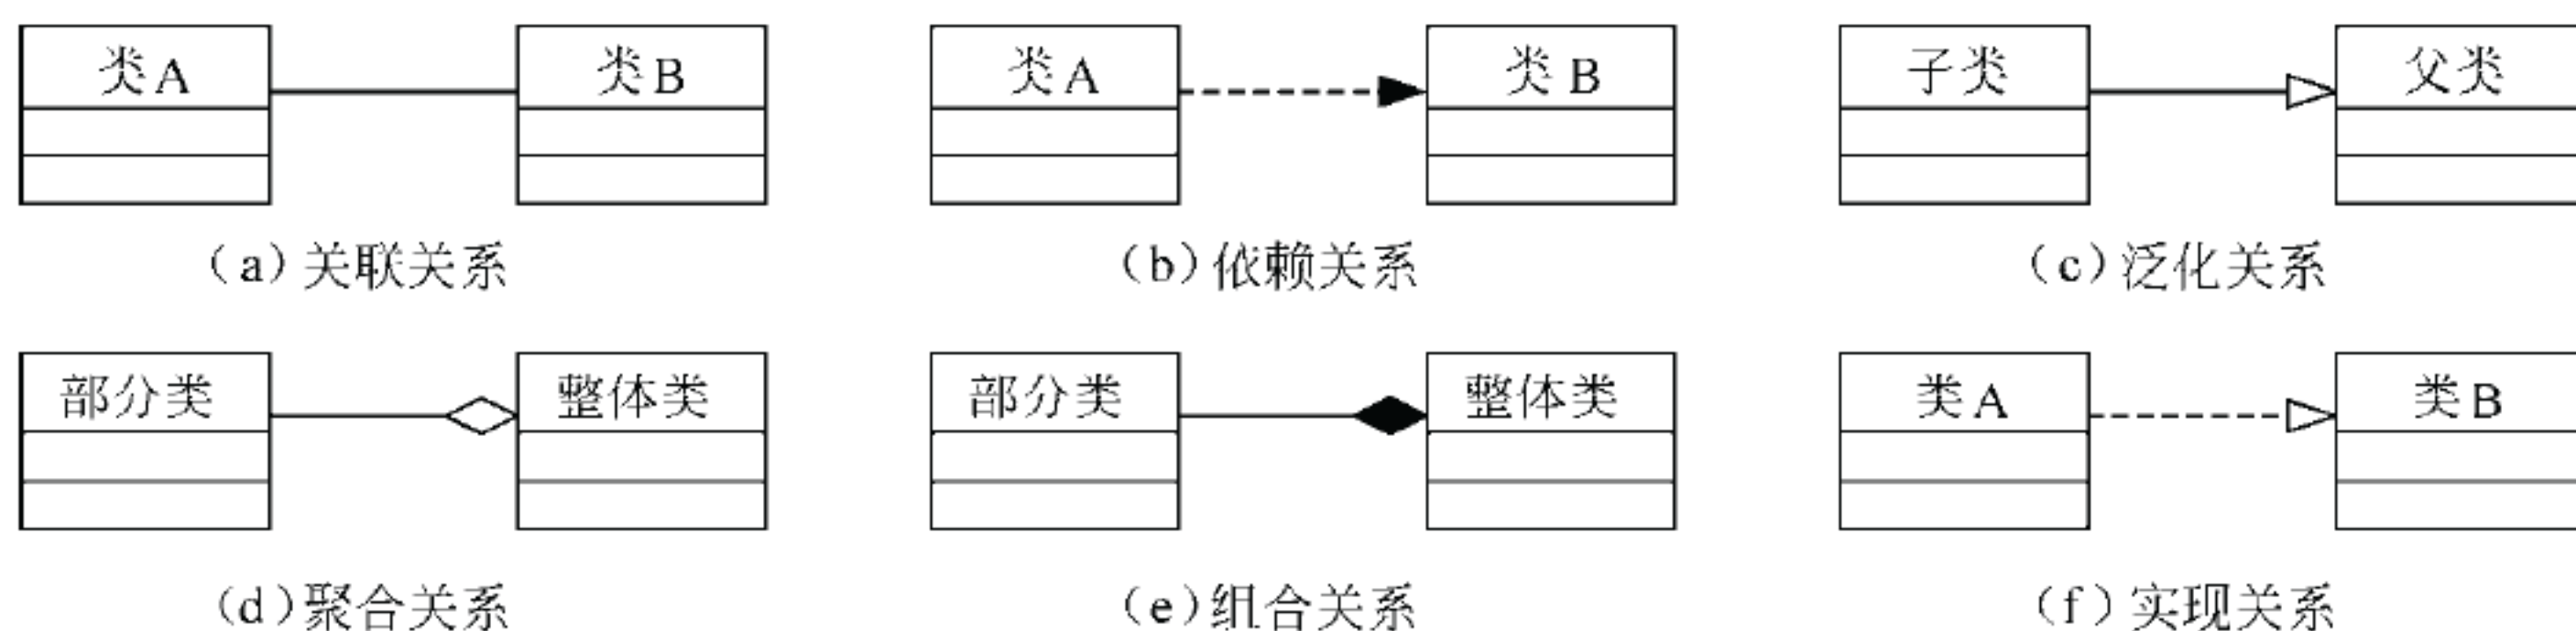 类A 类B 类A 类B 子类 父类
(a)关联关系 (b)依赖关系 (c)泛化关系
部分类 整体类 部分类 整体类 类A 类B
(d)聚合关系 (e)组合关系 (f)实现关系